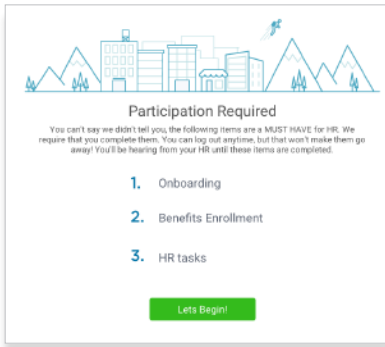 Participation Required
You can't say we didn't tell you, the following items are a MUST HAVE for HR. We
require that you complete them. You can log out anytime, but that won't make them go
away! You'll be hearing from your HR until these items are completed.
1. Onboarding
2. Benefits Enrollment
3. HR tasks
Lets Begin!